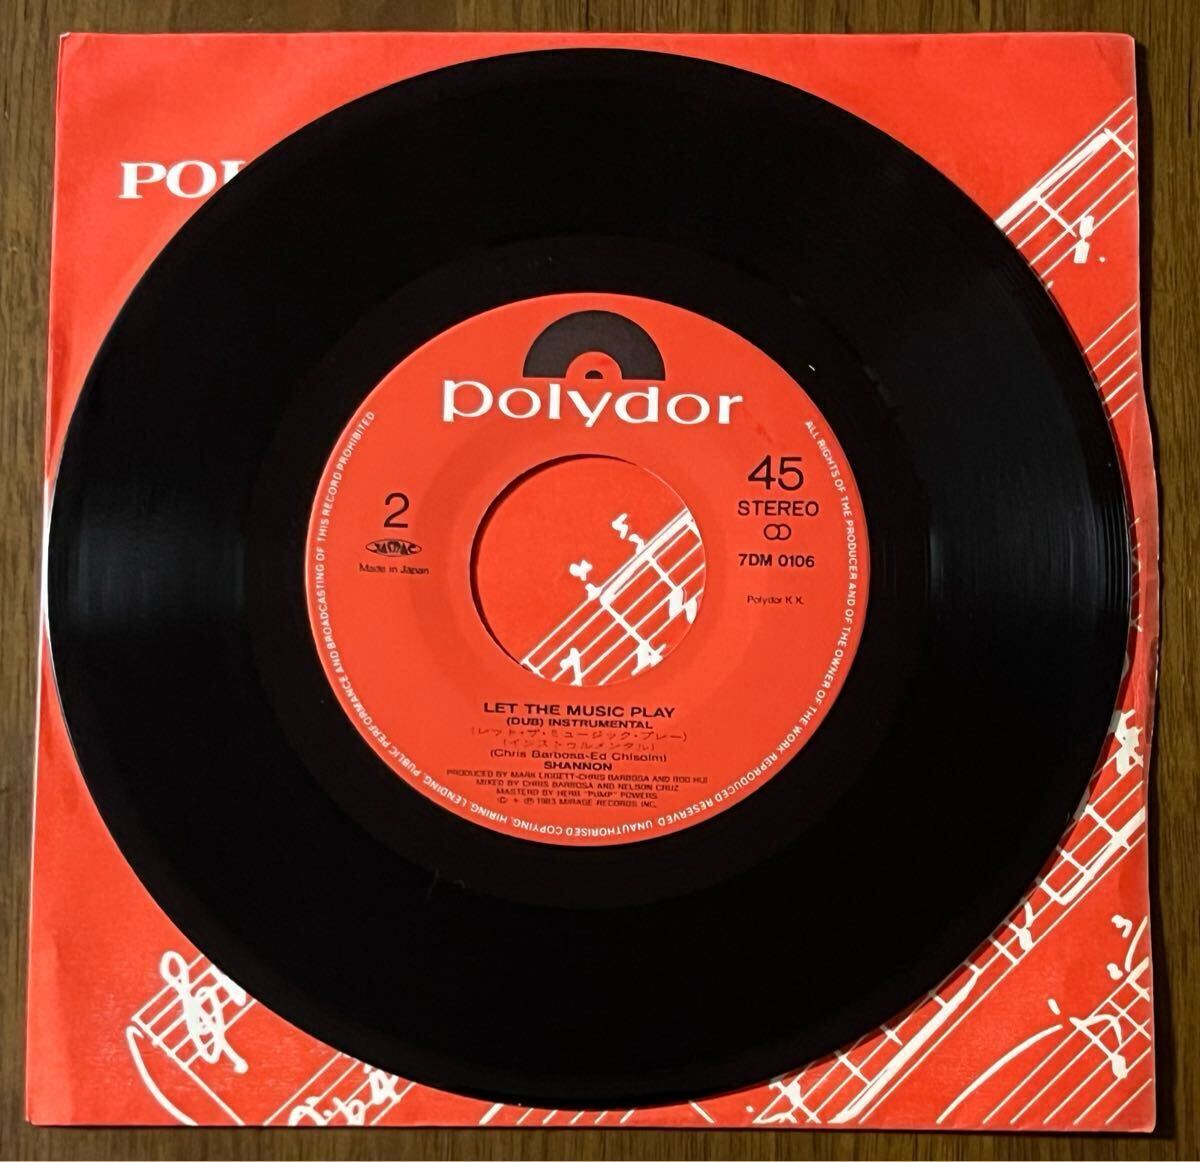 POL
polydor
2
JASRAC
Made in Japan
45
STEREO
7DM 0106
Polydor K.K.
LET THE MUSIC PLAY
(DUB) INSTRUMENTAL
(レット・ザ・ミュージック・プレー)
(インストゥルメンタル)
(Chris Barbosa-Ed Chisolm)
SHANNON
PRODUCED BY MARK LIGGETT-CHRIS BARBOSA AND ROD HUI
MIXED BY CHRIS BARBOSA AND NELSON CRUZ
MASTERD BY HERB "PUMP" POWERS
© + ℗ 1983 MIRAGE RECORDS INC.
ALL RIGHTS OF THE PRODUCER AND OF THE OWNER OF THE WORK REPRODUCED RESERVED. UNAUTHORISED COPYING, HIRING, LENDING, PUBLIC PERFORMANCE AND BROADCASTING OF THIS RECORD PROHIBITED